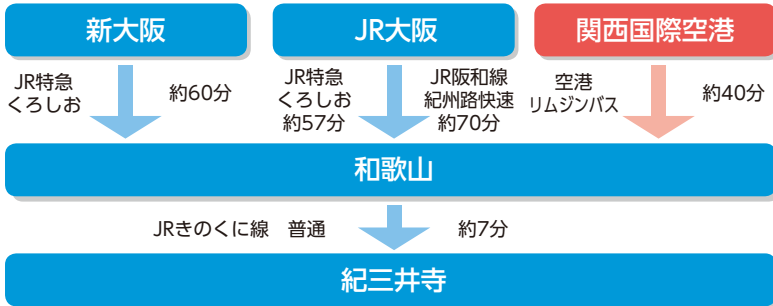 新大阪
JR大阪
関西国際空港
JR特急
くろしお
約60分
JR特急
くろしお
約57分
JR阪和線
紀州路快速
約70分
空港
リムジンバス
約40分
和歌山
JRきのくに線 普通
約7分
紀三井寺